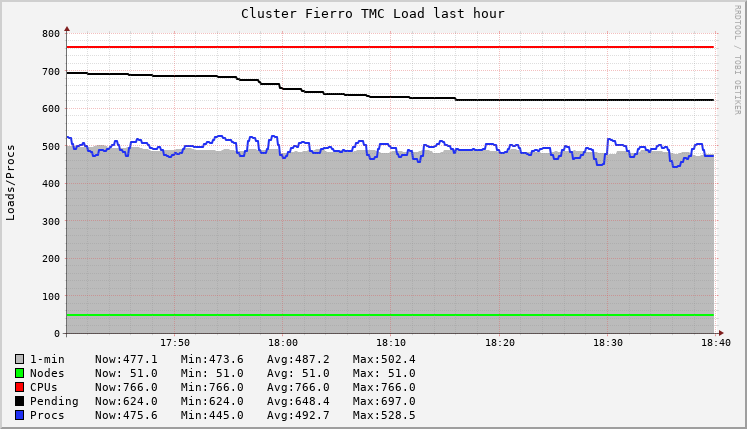 Cluster Fierro TMC Load last hour
RRDTOOL / TOBI OETIKER
Loads/Procs
800
700
600
500
400
300
200
100
0
17:50 18:00 18:10 18:20 18:30 18:40
1-min Now:477.1 Min:473.6 Avg:487.2 Max:502.4
Nodes Now: 51.0 Min: 51.0 Avg: 51.0 Max: 51.0
CPUs Now:766.0 Min:766.0 Avg:766.0 Max:766.0
Pending Now:624.0 Min:624.0 Avg:648.4 Max:697.0
Procs Now:475.6 Min:445.0 Avg:492.7 Max:528.5